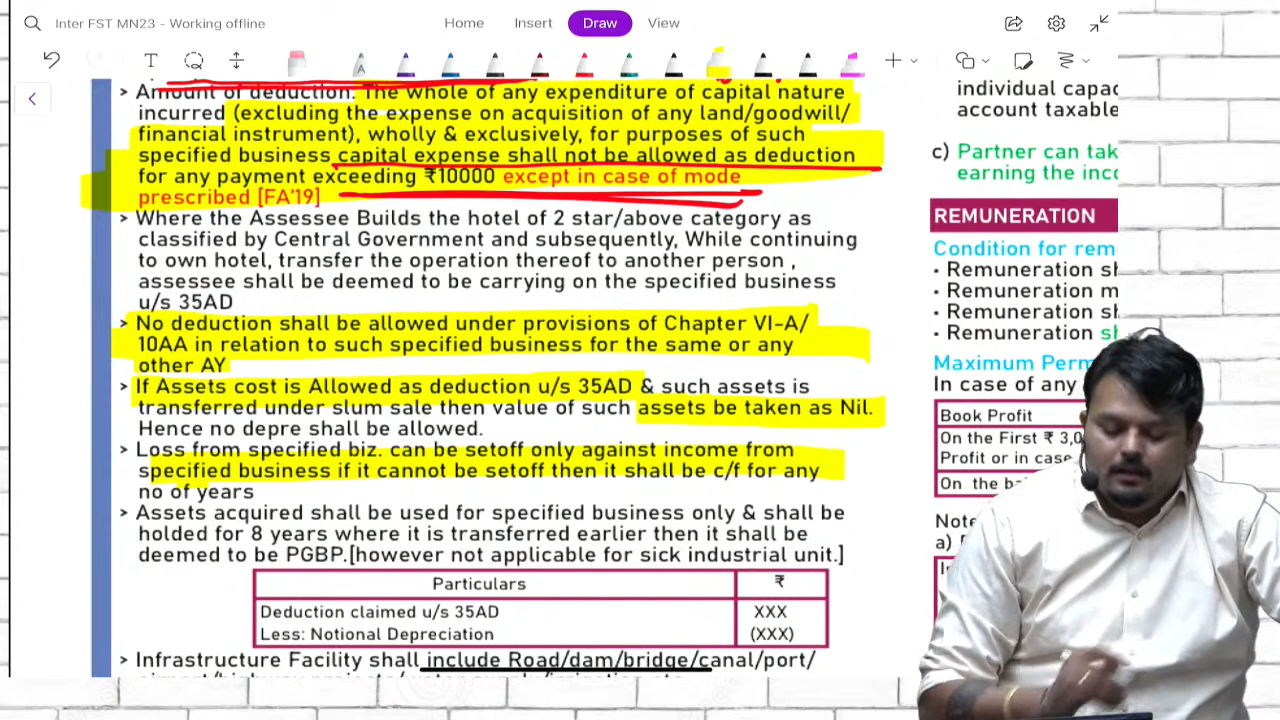 Inter FST MN23 - Working offline
Home
Insert
Draw
View
Amount of deduction: The whole of any expenditure of capital nature
incurred (excluding the expense on acquisition of any land/goodwill/
financial instrument), wholly & exclusively, for purposes of such
specified business capital expense shall not be allowed as deduction
for any payment exceeding ₹10000 except in case of mode
prescribed [FA'19]
Where the Assessee Builds the hotel of 2 star/above category as
classified by Central Government and subsequently, While continuing
to own hotel, transfer the operation thereof to another person ,
assessee shall be deemed to be carrying on the specified business
u/s 35AD
No deduction shall be allowed under provisions of Chapter VI-A/
10AA in relation to such specified business for the same or any
other AY
If Assets cost is Allowed as deduction u/s 35AD & such assets is
transferred under slum sale then value of such assets be taken as Nil.
Hence no depre shall be allowed.
Loss from specified biz. can be setoff only against income from
specified business if it cannot be setoff then it shall be c/f for any
no of years
Assets acquired shall be used for specified business only & shall be
holded for 8 years where it is transferred earlier then it shall be
deemed to be PGBP.[however not applicable for sick industrial unit.]
Particulars ₹
Deduction claimed u/s 35AD XXX
Less: Notional Depreciation (XXX)
Infrastructure Facility shall include Road/dam/bridge/canal/port/
individual capac
account taxable
c) Partner can tak
earning the inco
REMUNERATION
Condition for rem
• Remuneration sh
• Remuneration m
• Remuneration sh
• Remuneration sh
Maximum Perm
In case of any
Book Profit
On the First ₹ 3,0
Profit or in case
On the ba
Note
a)